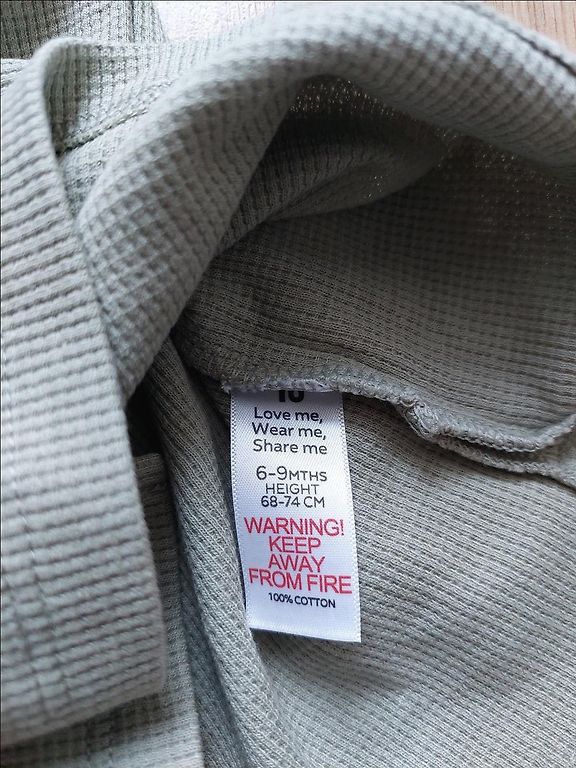 Love me,
Wear me,
Share me
6-9MTHS
HEIGHT
68-74 CM
WARNING!
KEEP
AWAY
FROM FIRE
100% COTTON